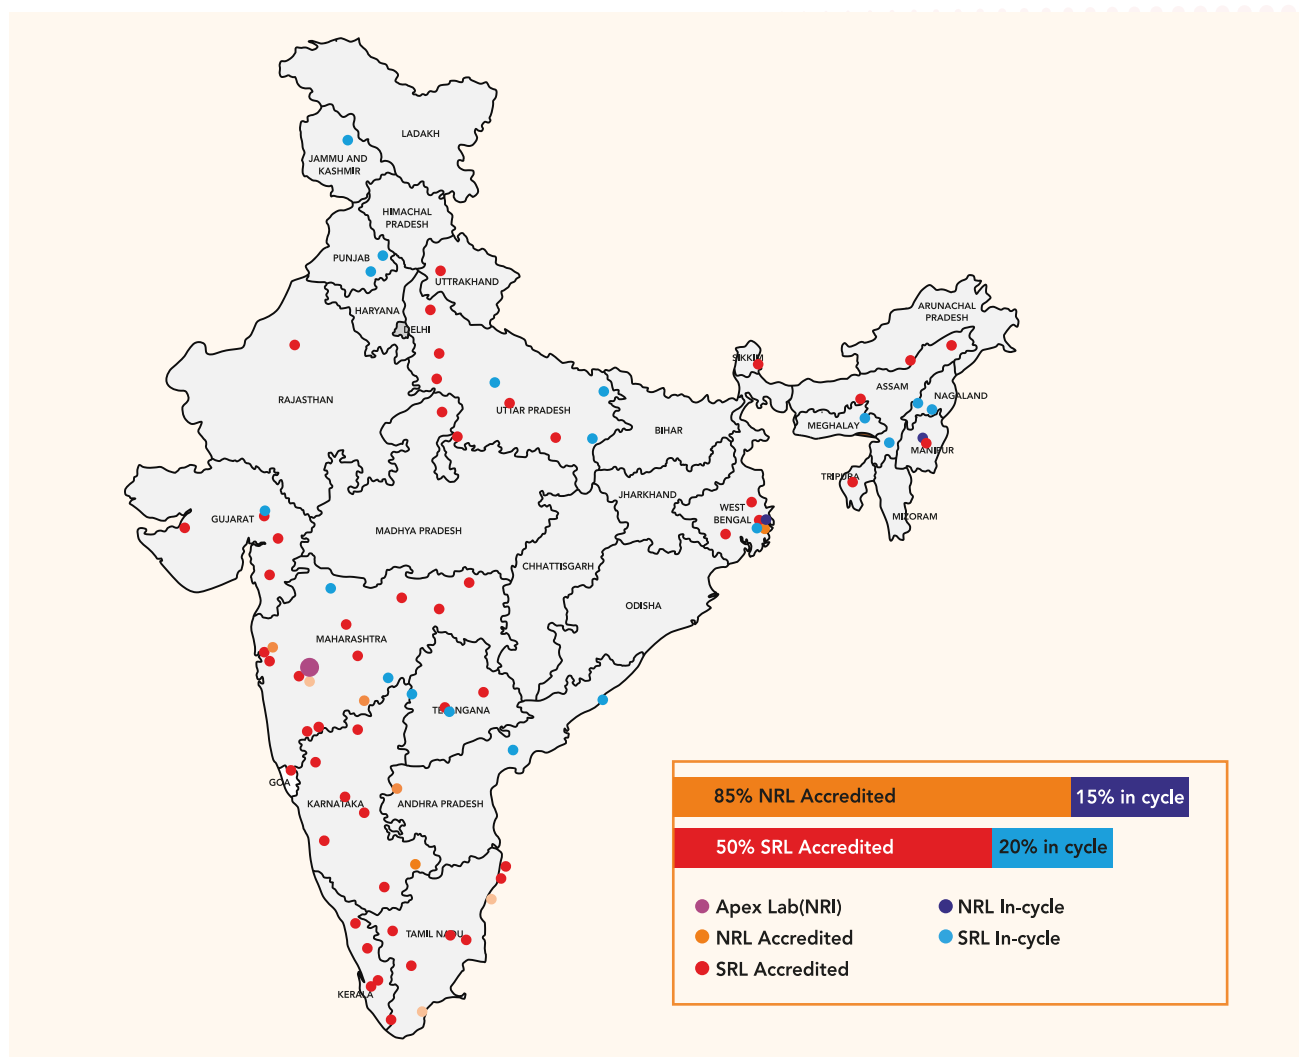 LADAKH
JAMMU AND
KASHMIR
HIMACHAL
PRADESH
PUNJAB
UTTRAKHAND
HARYANA
DELHI
ARUNACHAL
PRADESH
SIKKIM
RAJASTHAN
UTTAR PRADESH
ASSAM
NAGALAND
MEGHALAY
BIHAR
MANIPUR
TRIPURA
JHARKHAND
WEST
BENGAL
MIZORAM
GUJARAT
MADHYA PRADESH
CHHATTISGARH
ODISHA
MAHARASHTRA
TELANGANA
GOA
KARNATAKA
ANDHRA PRADESH
TAMIL NADU
KERALA
85% NRL Accredited
15% in cycle
50% SRL Accredited
20% in cycle
Apex Lab(NRI)
NRL In-cycle
NRL Accredited
SRL In-cycle
SRL Accredited